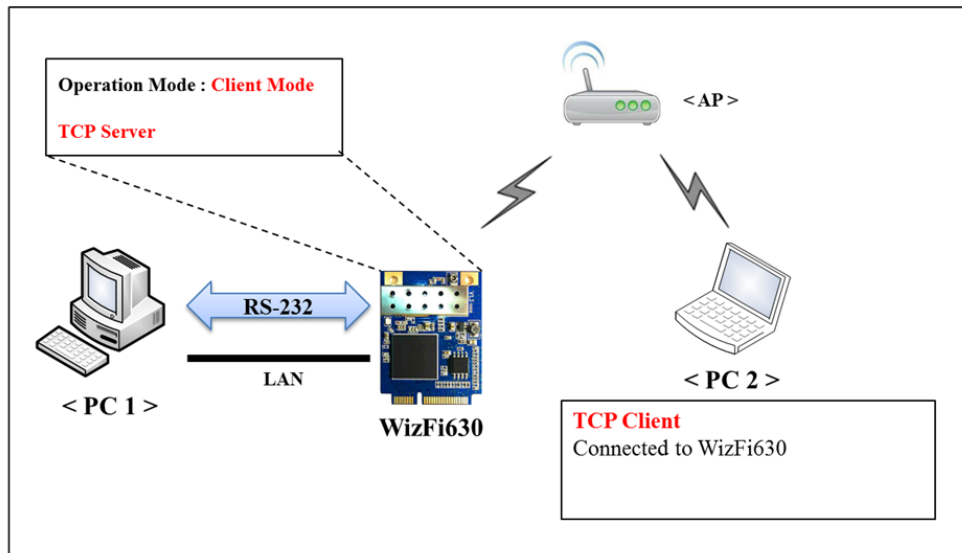 Operation Mode : Client Mode
TCP Server
< AP >
RS-232
LAN
< PC 1 >
WizFi630
< PC 2 >
TCP Client
Connected to WizFi630